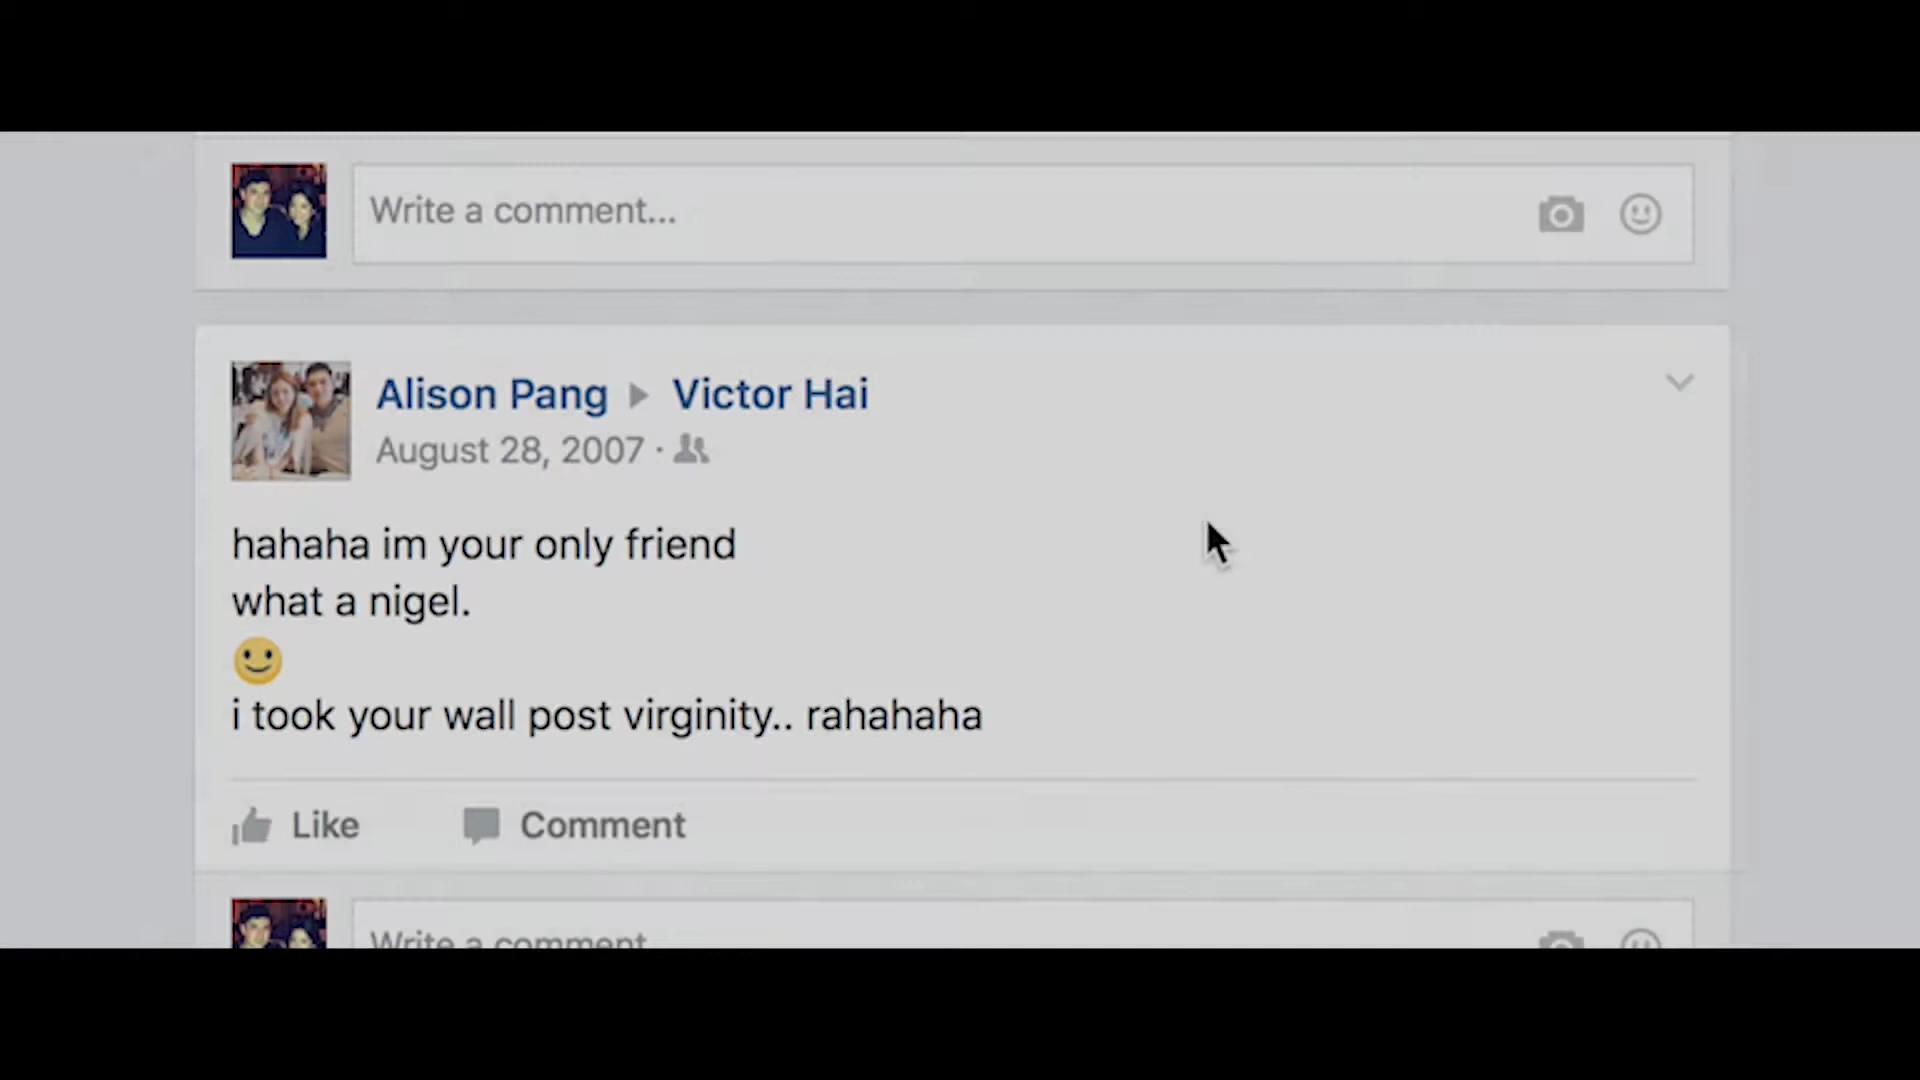 Write a comment...
Alison Pang Victor Hai
August 28, 2007 ·
hahaha im your only friend
what a nigel.
i took your wall post virginity.. rahahaha
Like Comment
Write a comment